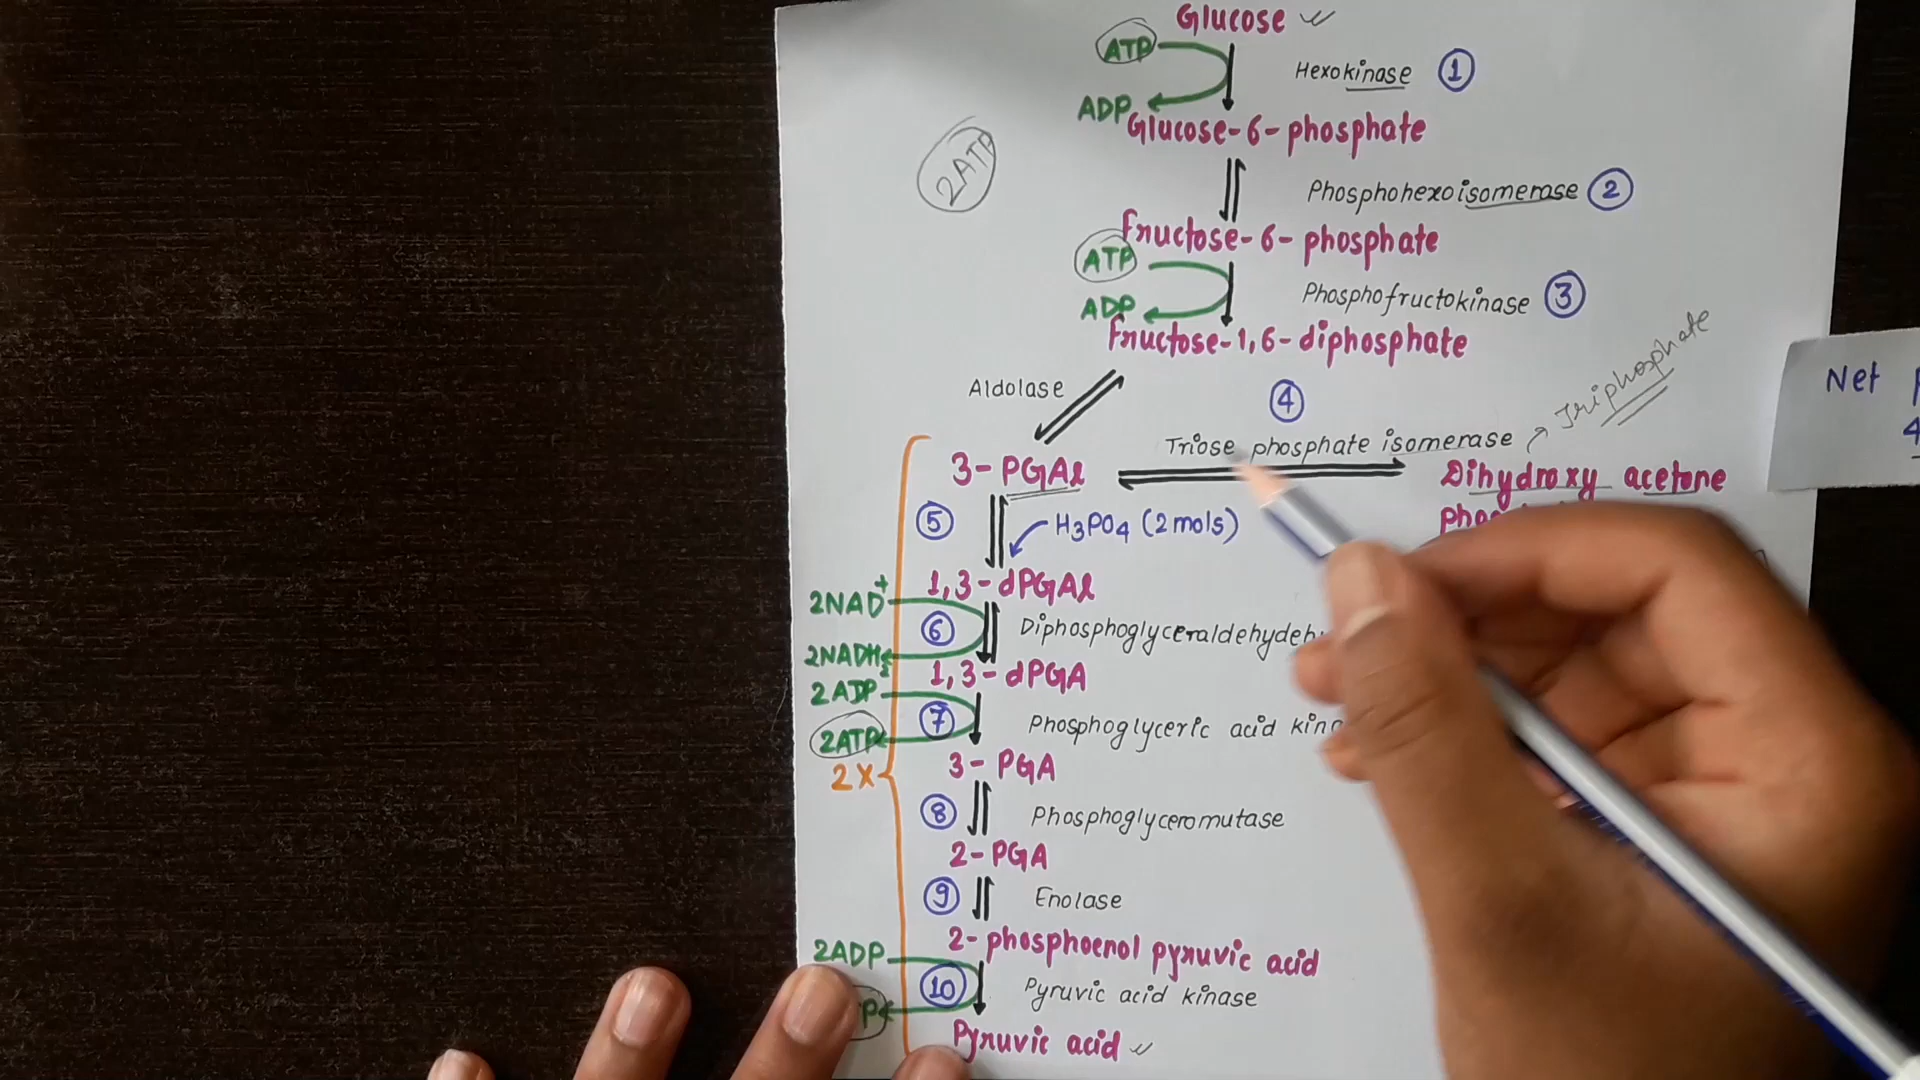 Glucose
ATP
Hexokinase 1
ADP
Glucose-6-phosphate
2ATP
Phosphohexoisomerase 2
Fructose-6-phosphate
ATP
Phosphofructokinase 3
ADP
Fructose-1,6-diphosphate
Triphosphate
Net
4
Aldolase
4
Triose phosphate isomerase
3-PGAl
Dihydroxy acetone
5
H3PO4 (2mols)
1,3-dPGAl
2NAD+
6
Diphosphoglyceraldehydeh
2NADH2
1,3-dPGA
2ADP
7
Phosphoglyceric acid kin
2ATP
3-PGA
2X
8
Phosphoglyceromutase
2-PGA
9
Enolase
2-phosphoenol pyruvic acid
2ADP
10
Pyruvic acid kinase
Pyruvic acid